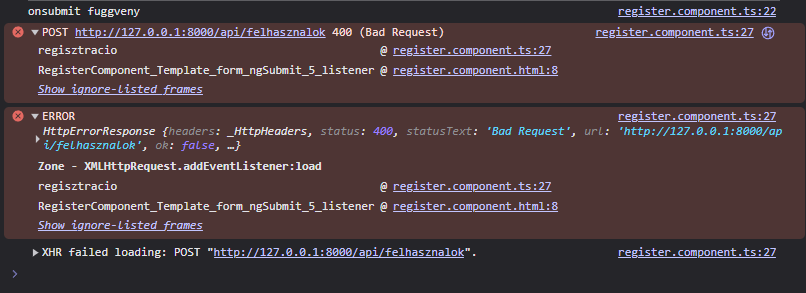 onsubmit fuggveny register.component.ts:22
POST http://127.0.0.1:8000/api/felhasznalok 400 (Bad Request) register.component.ts:27
regisztracio @ register.component.ts:27
RegisterComponent_Template_form_ngSubmit_5_listener @ register.component.html:8
Show ignore-listed frames
ERROR register.component.ts:27
HttpErrorResponse {headers: _HttpHeaders, status: 400, statusText: 'Bad Request', url: 'http://127.0.0.1:8000/ap
i/felhasznalok', ok: false, …}
Zone - XMLHttpRequest.addEventListener:load
regisztracio @ register.component.ts:27
RegisterComponent_Template_form_ngSubmit_5_listener @ register.component.html:8
Show ignore-listed frames
XHR failed loading: POST "http://127.0.0.1:8000/api/felhasznalok". register.component.ts:27